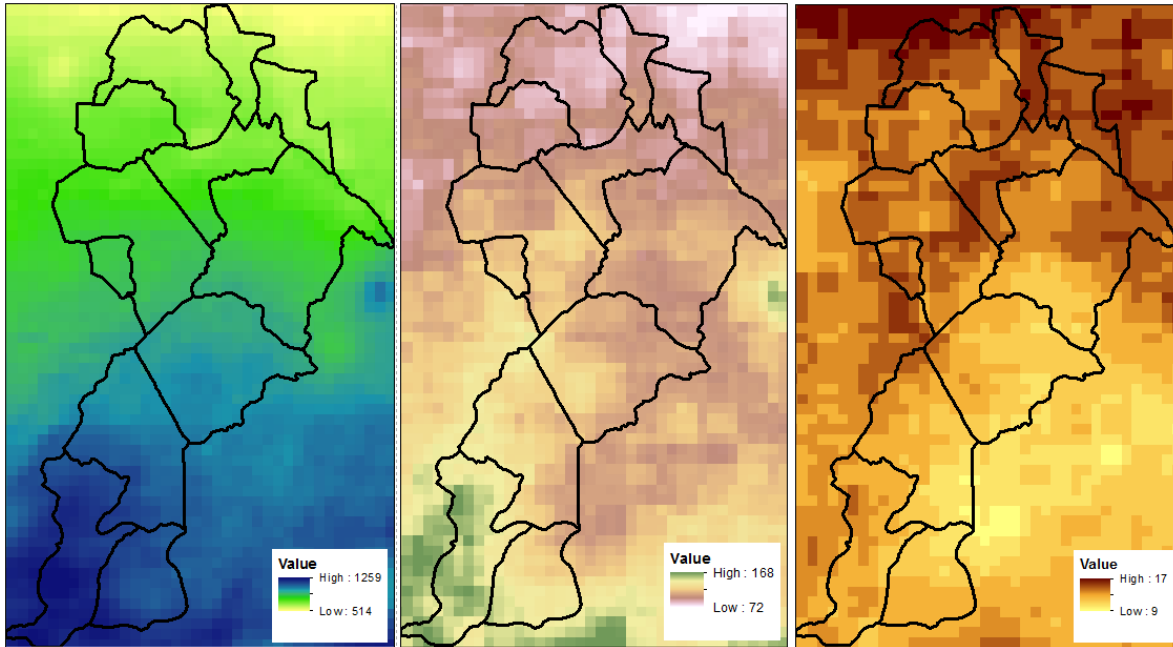 Value
High : 1259
Low : 514
Value
High : 168
Low : 72
Value
High : 17
Low : 9